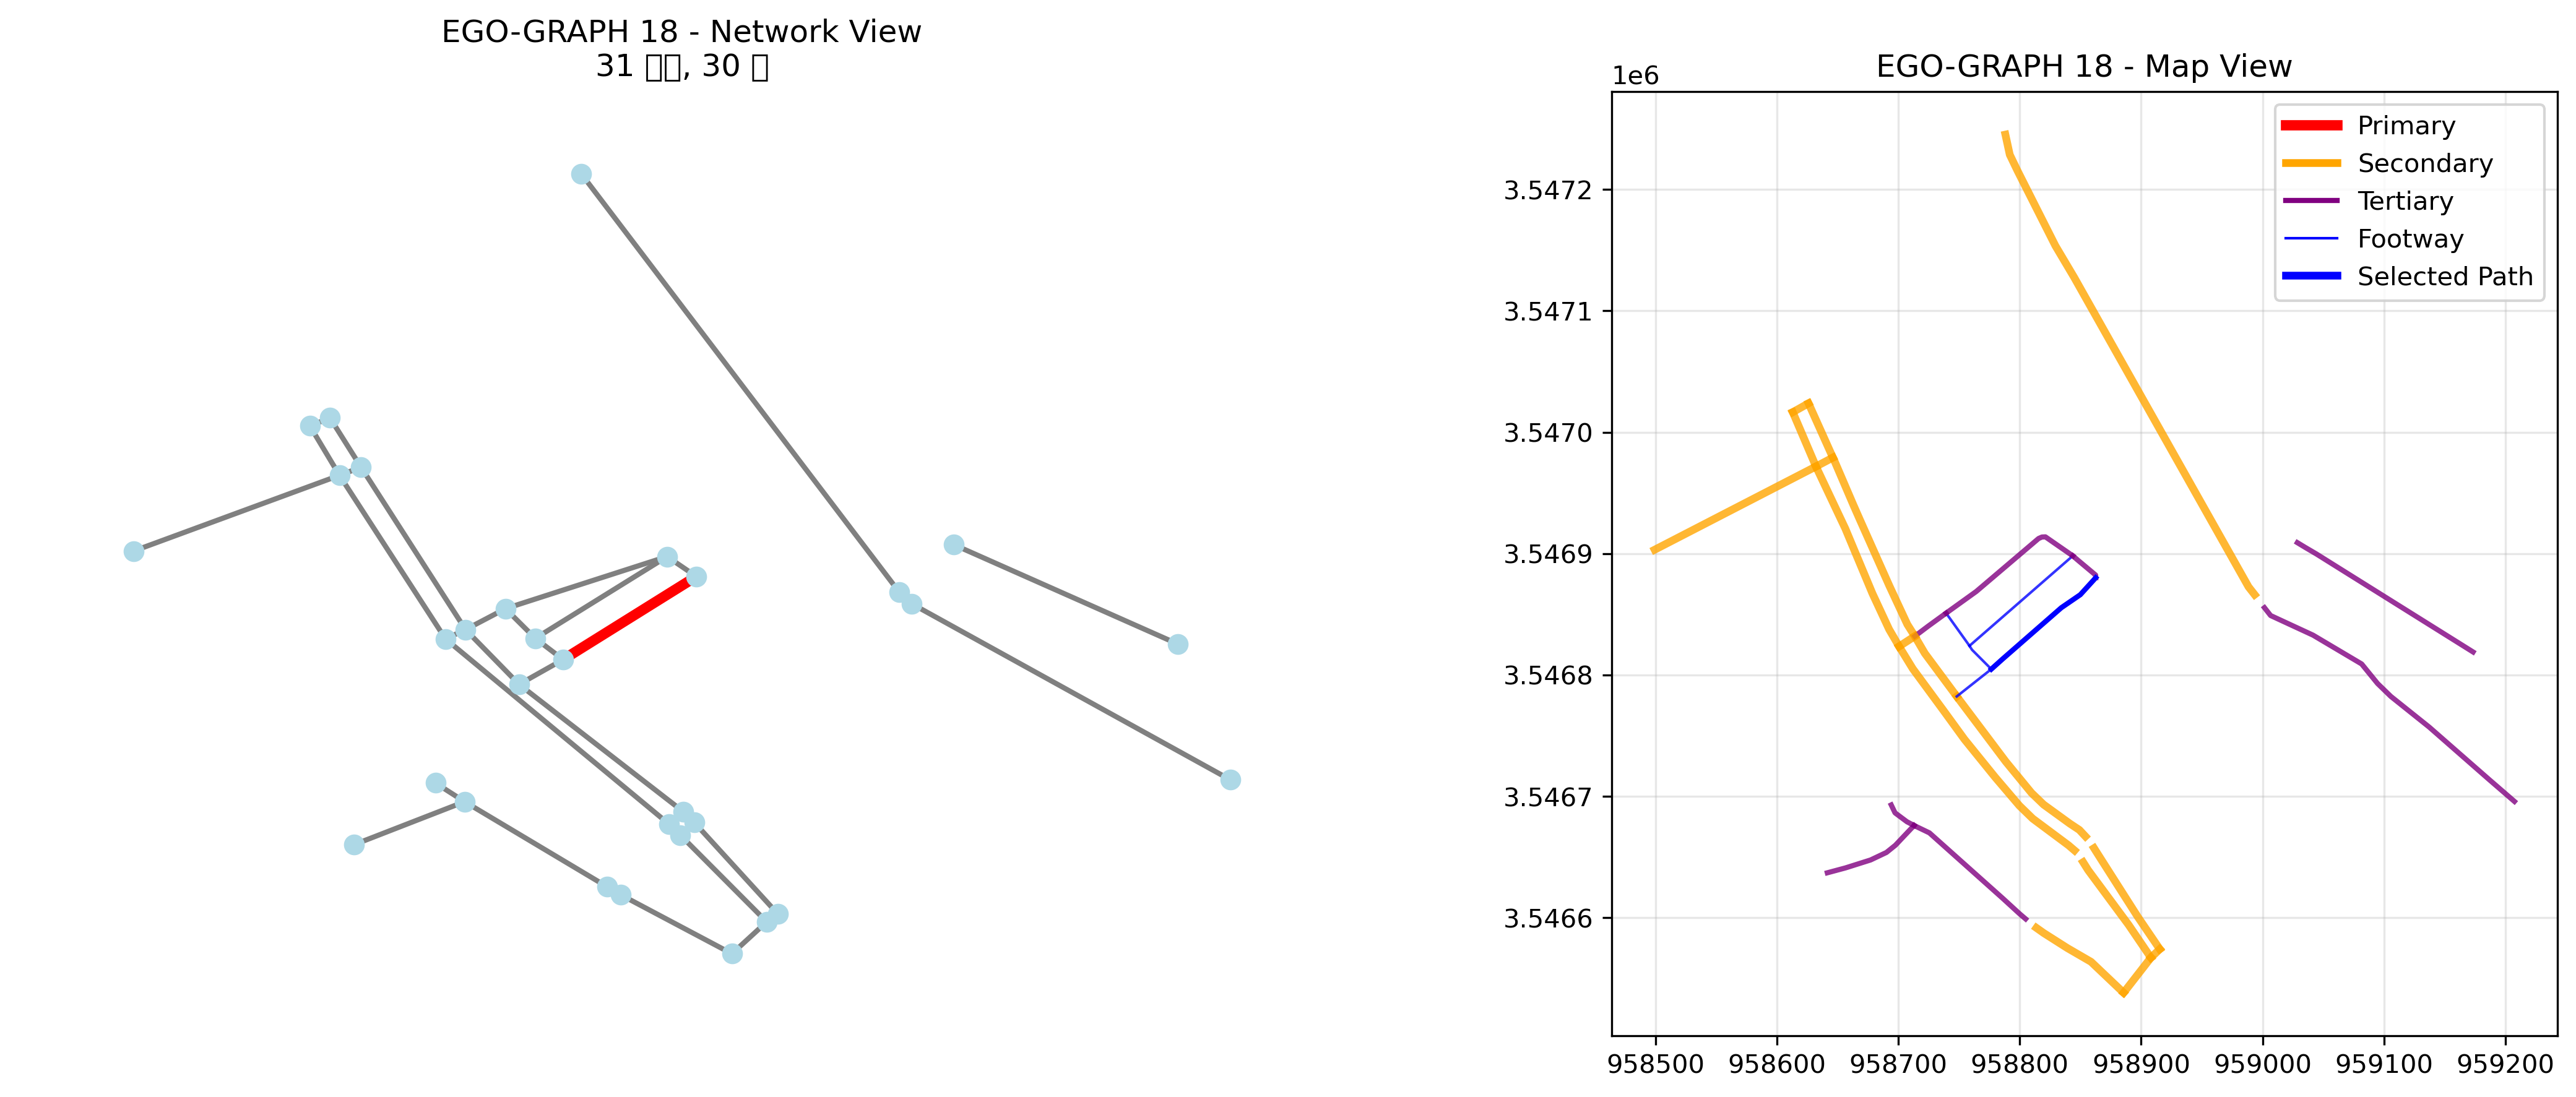 EGO-GRAPH 18 - Network View
31 , 30
EGO-GRAPH 18 - Map View
1e6
Primary
Secondary
Tertiary
Footway
Selected Path
3.5472
3.5471
3.5470
3.5469
3.5468
3.5467
3.5466
958500 958600 958700 958800 958900 959000 959100 959200